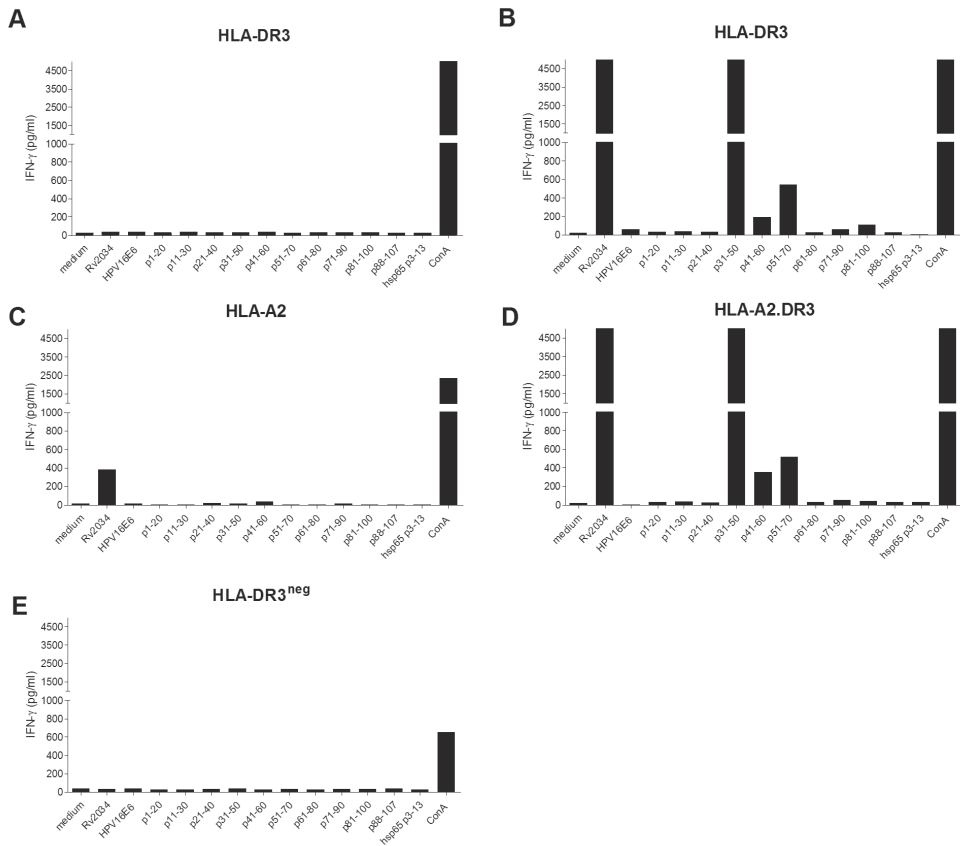 A
HLA-DR3
IFN-γ (pg/ml)
4500
3500
2500
1500
1000
800
600
400
200
0
medium
Rv2034
HPV16E6
p1-20
p11-30
p21-40
p31-50
p41-60
p51-70
p61-80
p71-90
p81-100
p88-107
hsp65 p3-13
ConA
B
HLA-DR3
IFN-γ (pg/ml)
4500
3500
2500
1500
1000
800
600
400
200
0
medium
Rv2034
HPV16E6
p1-20
p11-30
p21-40
p31-50
p41-60
p51-70
p61-80
p71-90
p81-100
p88-107
hsp65 p3-13
ConA
C
HLA-A2
IFN-γ (pg/ml)
4500
3500
2500
1500
1000
800
600
400
200
0
medium
Rv2034
HPV16E6
p1-20
p11-30
p21-40
p31-50
p41-60
p51-70
p61-80
p71-90
p81-100
p88-107
hsp65 p3-13
ConA
D
HLA-A2.DR3
IFN-γ (pg/ml)
4500
3500
2500
1500
1000
800
600
400
200
0
medium
Rv2034
HPV16E6
p1-20
p11-30
p21-40
p31-50
p41-60
p51-70
p61-80
p71-90
p81-100
p88-107
hsp65 p3-13
ConA
E
HLA-DR3neg
IFN-γ (pg/ml)
4500
3500
2500
1500
1000
800
600
400
200
0
medium
Rv2034
HPV16E6
p1-20
p11-30
p21-40
p31-50
p41-60
p51-70
p61-80
p71-90
p81-100
p88-107
hsp65 p3-13
ConA